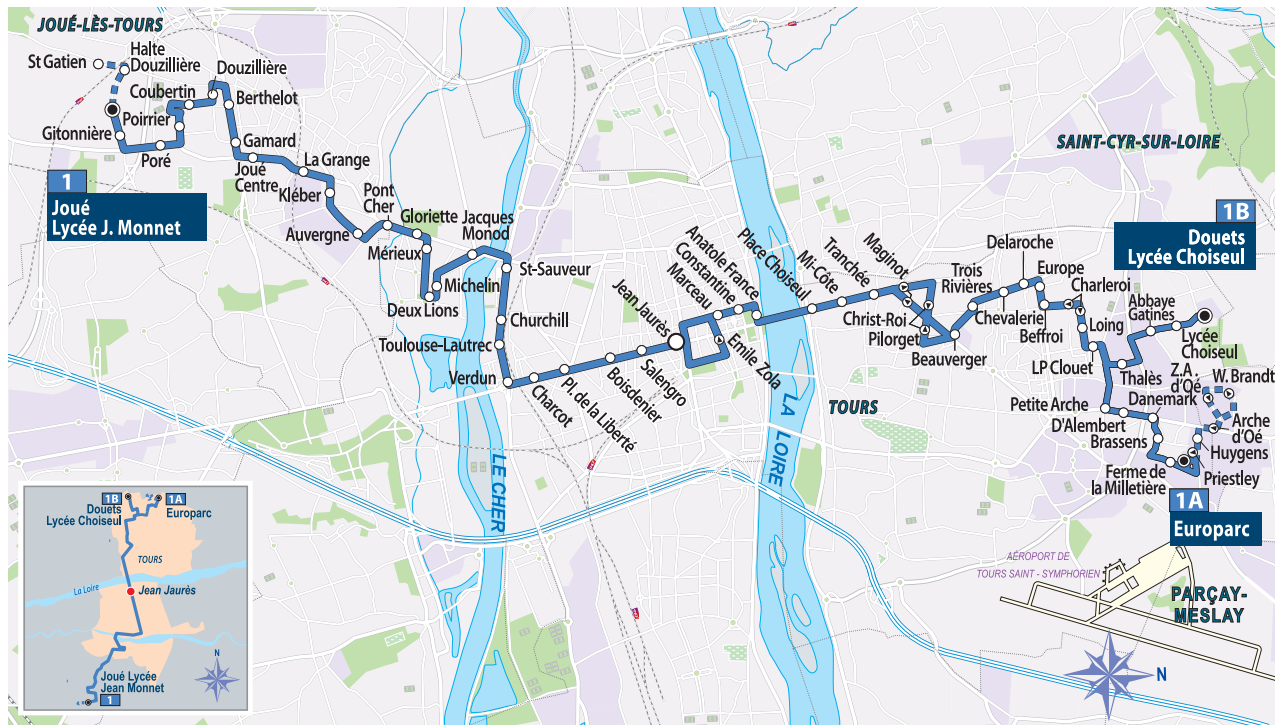 JOUÉ-LÈS-TOURS
St Gatien
Halte
Douzillière
Douzillière
Coubertin
Berthelot
Poirrier
Gitonnière
Poré
Gamard
Joué
Centre
La Grange
Kléber
Pont
Cher
Auvergne
Gloriette
Mérieux
Jacques
Monod
Michelin
Deux Lions
St-Sauveur
Churchill
Toulouse-Lautrec
Verdun
Charcot
Pl. de la Liberté
Boisdenier
Salengro
Jean Jaurès
Marceau
Constantine
Anatole France
Emile Zola
Place Choiseul
Mi-Côte
Tranchée
Maginot
Christ-Roi
Pilorget
Trois
Rivières
Beauverger
Chevalerie
Delaroche
Europe
Beffroi
Charleroi
Loing
LP Clouet
Abbaye
Gatines
Lycée
Choiseul
Thalès
Z.A.
d'Oé
W. Brandt
Danemark
Petite Arche
D'Alembert
Brassens
Arche
d'Oé
Huygens
Ferme de
la Milletière
Priestley
SAINT-CYR-SUR-LOIRE
1
Joué
Lycée J. Monnet
1B
Douets
Lycée Choiseul
1A
Europarc
LE CHER
LA LOIRE
TOURS
AÉROPORT DE
TOURS SAINT - SYMPHORIEN
PARÇAY-
MESLAY
N
1B
Douets
Lycée Choiseul
1A
Europarc
TOURS
La Loire
Jean Jaurès
N
Joué Lycée
Jean Monnet
1